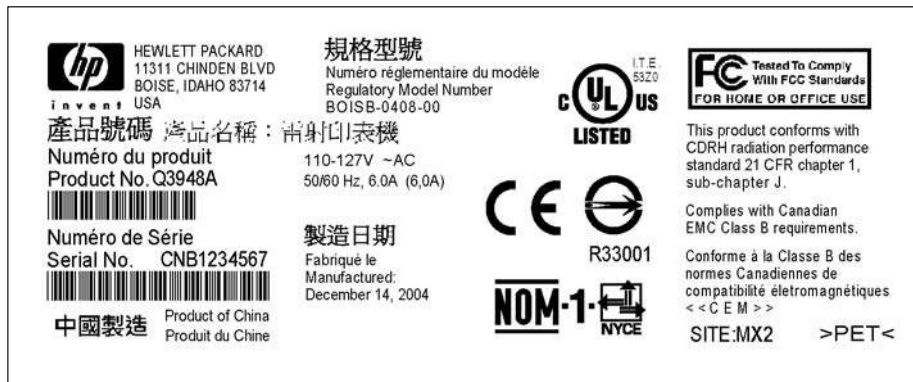 hp
invent
HEWLETT PACKARD
11311 CHINDEN BLVD
BOISE, IDAHO 83714
USA
產品號碼 產品名稱：雷射印表機
Numéro du produit
Product No. Q3948A
Numéro de Série
Serial No. CNB1234567
中國製造
Product of China
Produit du Chine
規格型號
Numéro réglementaire du modèle
Regulatory Model Number
BOISB-0408-00
110-127V ~AC
50/60 Hz, 6.0A (6,0A)
製造日期
Fabriqué le
Manufactured:
December 14, 2004
I.T.E.
53Z0
C UL US
LISTED
CE
R33001
NOM-1-
NYCE
FCC
Tested To Comply
With FCC Standards
FOR HOME OR OFFICE USE
This product conforms with
CDRH radiation performance
standard 21 CFR chapter 1,
sub-chapter J.
Complies with Canadian
EMC Class B requirements.
Conforme à la Classe B des
normes Canadiennes de
compatibilité életromagnétiques
<<C E M>>
SITE:MX2 >PET<